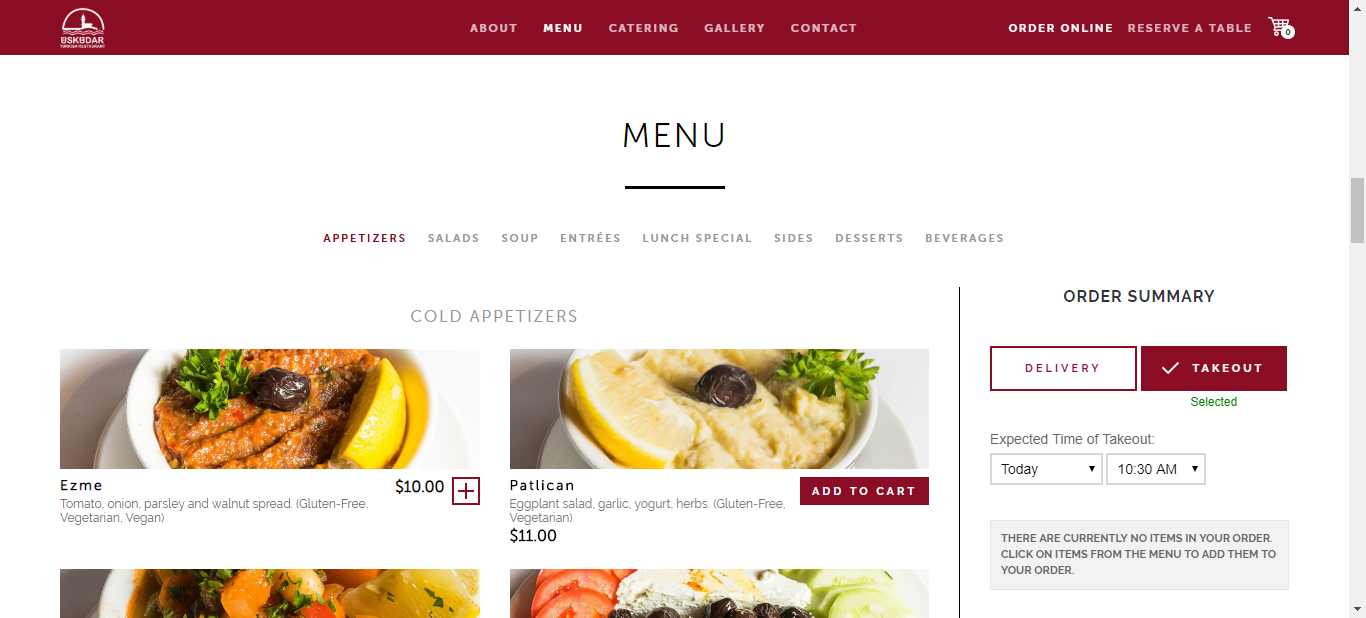 ÜSKÜDAR
TURKISH RESTAURANT
ABOUT
MENU
CATERING
GALLERY
CONTACT
ORDER ONLINE
RESERVE A TABLE
0
MENU
APPETIZERS
SALADS
SOUP
ENTRÉES
LUNCH SPECIAL
SIDES
DESSERTS
BEVERAGES
COLD APPETIZERS
Ezme
$10.00
Tomato, onion, parsley and walnut spread. (Gluten-Free,
Vegetarian, Vegan)
Patlican
ADD TO CART
Eggplant salad, garlic, yogurt, herbs. (Gluten-Free,
Vegetarian)
$11.00
ORDER SUMMARY
DELIVERY
TAKEOUT
Selected
Expected Time of Takeout:
Today
10:30 AM
THERE ARE CURRENTLY NO ITEMS IN YOUR ORDER.
CLICK ON ITEMS FROM THE MENU TO ADD THEM TO
YOUR ORDER.